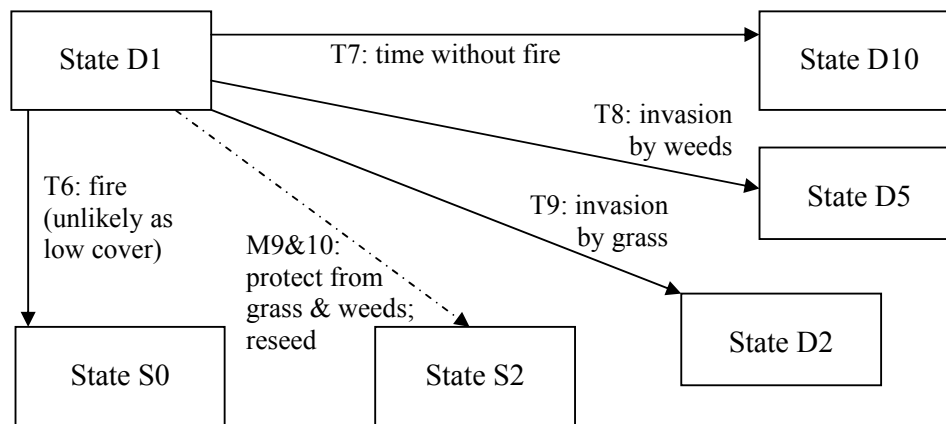 State D1
T7: time without fire
State D10
T8: invasion
by weeds
State D5
T6: fire
(unlikely as
low cover)
T9: invasion
by grass
M9&10:
protect from
grass & weeds;
reseed
State D2
State S0
State S2